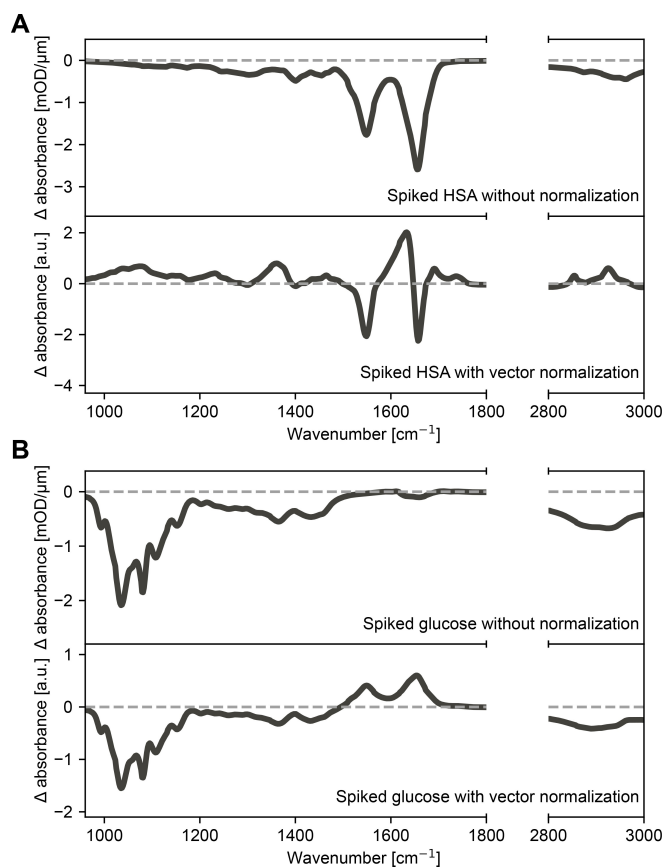 A
Δ absorbance [mOD/μm]
0
−1
−2
−3
Spiked HSA without normalization
Δ absorbance [a.u.]
2
0
−2
−4
Spiked HSA with vector normalization
1000 1200 1400 1600 1800 2800 3000
Wavenumber [cm⁻¹]
B
Δ absorbance [mOD/μm]
0
−1
−2
Spiked glucose without normalization
Δ absorbance [a.u.]
1
0
−1
−2
Spiked glucose with vector normalization
1000 1200 1400 1600 1800 2800 3000
Wavenumber [cm⁻¹]